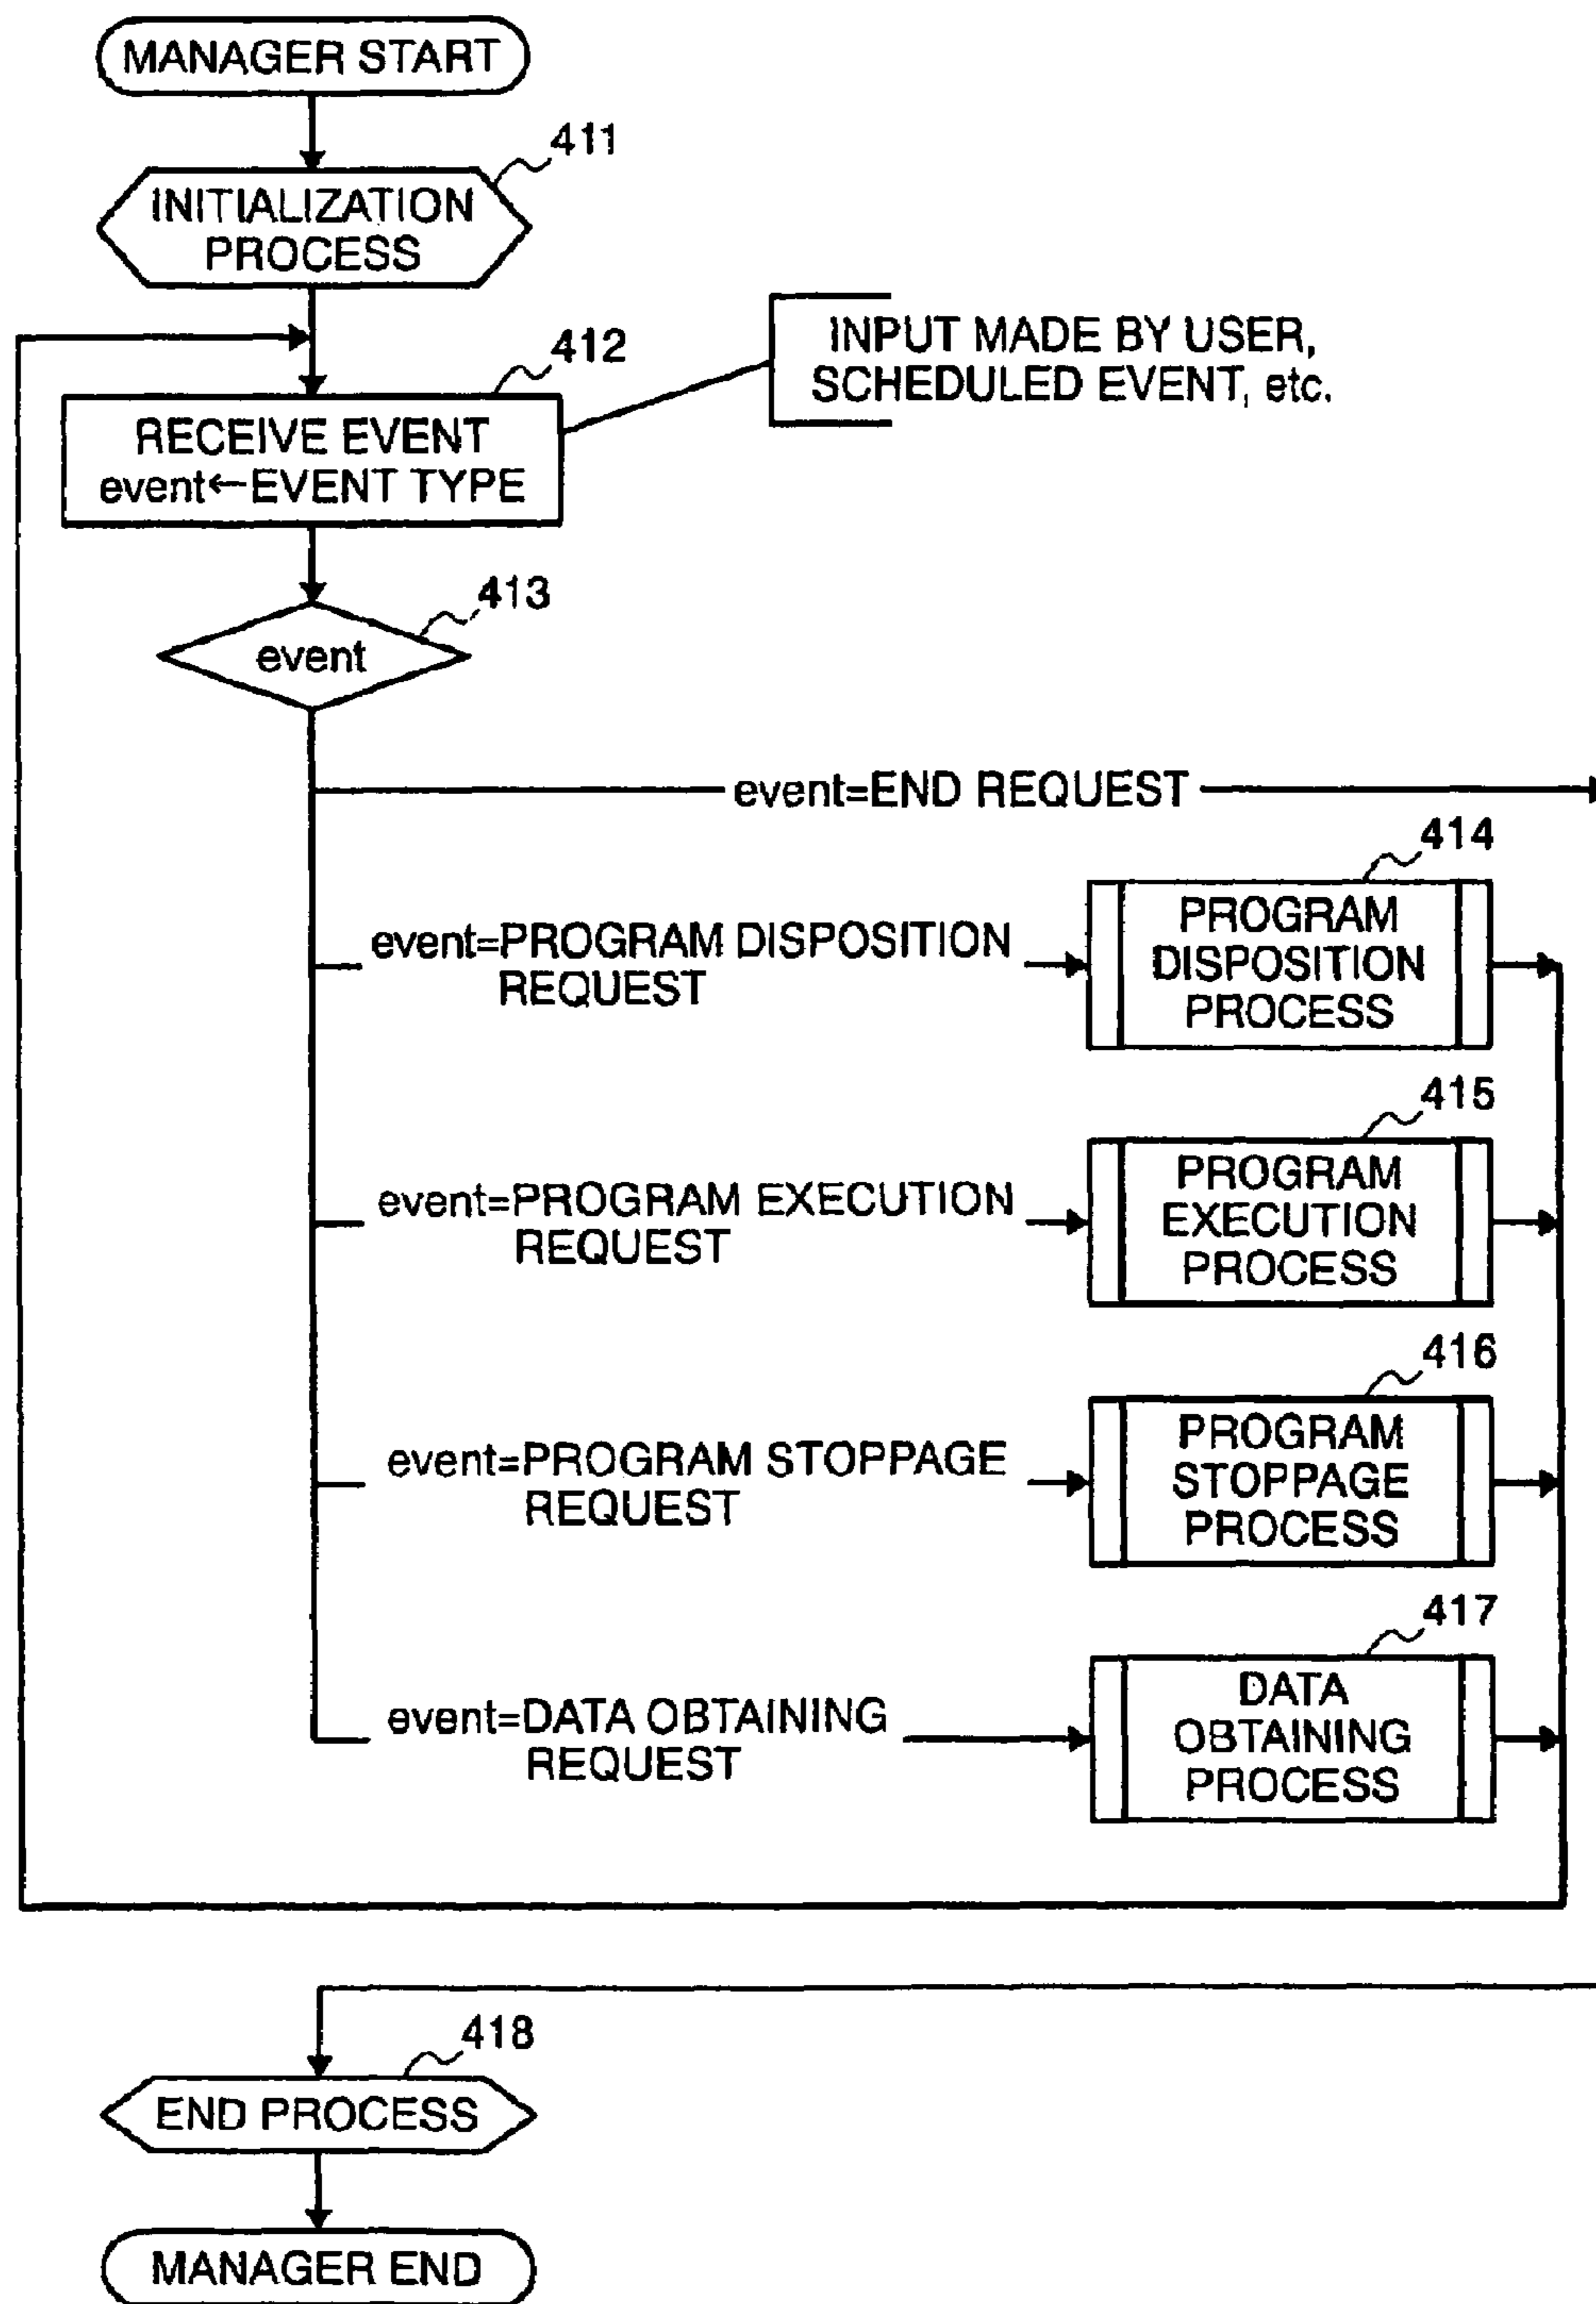 MANAGER START
411
INITIALIZATION
PROCESS
412
INPUT MADE BY USER,
SCHEDULED EVENT, etc.
RECEIVE EVENT
event←EVENT TYPE
413
event
event=END REQUEST
414
event=PROGRAM DISPOSITION
REQUEST
PROGRAM
DISPOSITION
PROCESS
415
event=PROGRAM EXECUTION
REQUEST
PROGRAM
EXECUTION
PROCESS
416
event=PROGRAM STOPPAGE
REQUEST
PROGRAM
STOPPAGE
PROCESS
417
event=DATA OBTAINING
REQUEST
DATA
OBTAINING
PROCESS
418
END PROCESS
MANAGER END